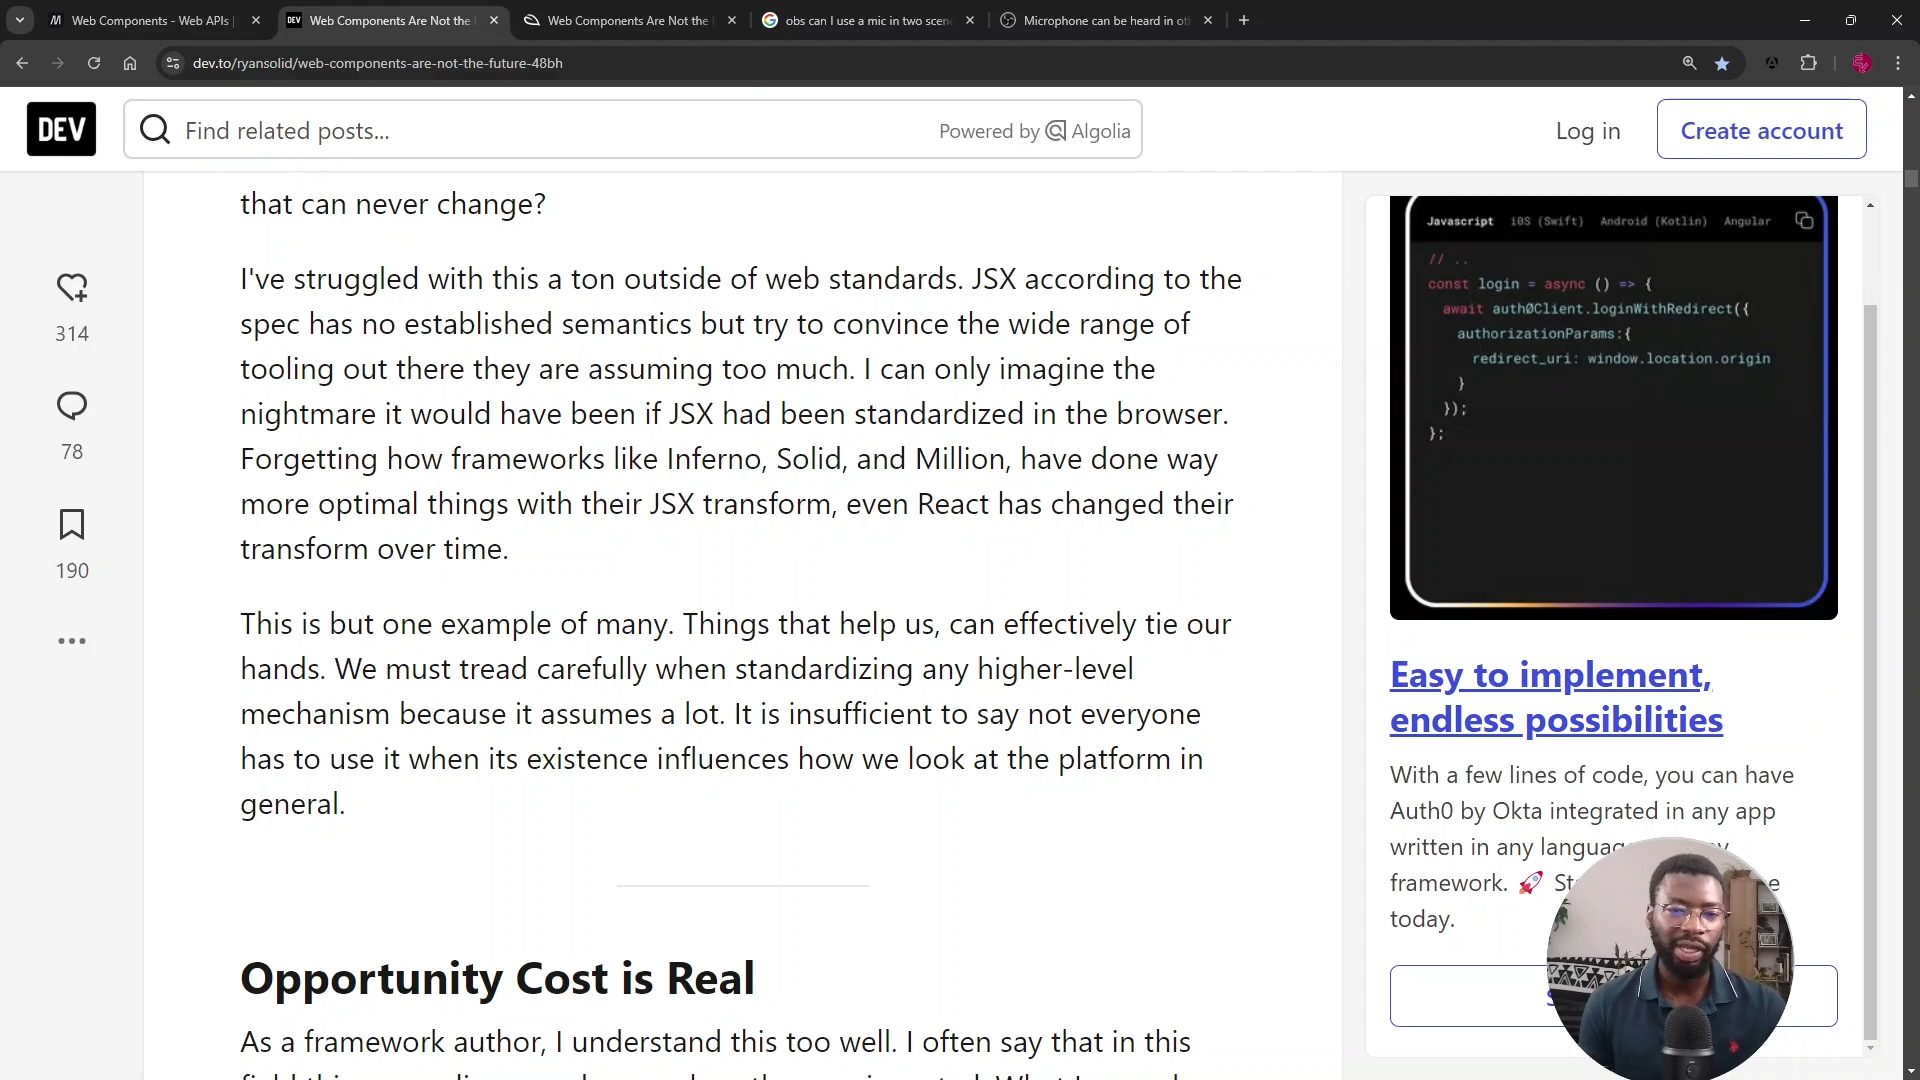 Web Components - Web APIs |
Web Components Are Not the
Web Components Are Not the
obs can I use a mic in two scen
Microphone can be heard in ot
dev.to/ryansolid/web-components-are-not-the-future-48bh
DEV
Find related posts...
Powered by Algolia
Log in
Create account
that can never change?
I've struggled with this a ton outside of web standards. JSX according to the
spec has no established semantics but try to convince the wide range of
tooling out there they are assuming too much. I can only imagine the
nightmare it would have been if JSX had been standardized in the browser.
Forgetting how frameworks like Inferno, Solid, and Million, have done way
more optimal things with their JSX transform, even React has changed their
transform over time.
This is but one example of many. Things that help us, can effectively tie our
hands. We must tread carefully when standardizing any higher-level
mechanism because it assumes a lot. It is insufficient to say not everyone
has to use it when its existence influences how we look at the platform in
general.
Opportunity Cost is Real
As a framework author, I understand this too well. I often say that in this
314
78
190
Javascript iOS (Swift) Android (Kotlin) Angular
// ..
const login = async () => {
await auth0Client.loginWithRedirect({
authorizationParams:{
redirect_uri: window.location.origin
}
});
};
Easy to implement,
endless possibilities
With a few lines of code, you can have
Auth0 by Okta integrated in any app
written in any
framework. 🚀
today.